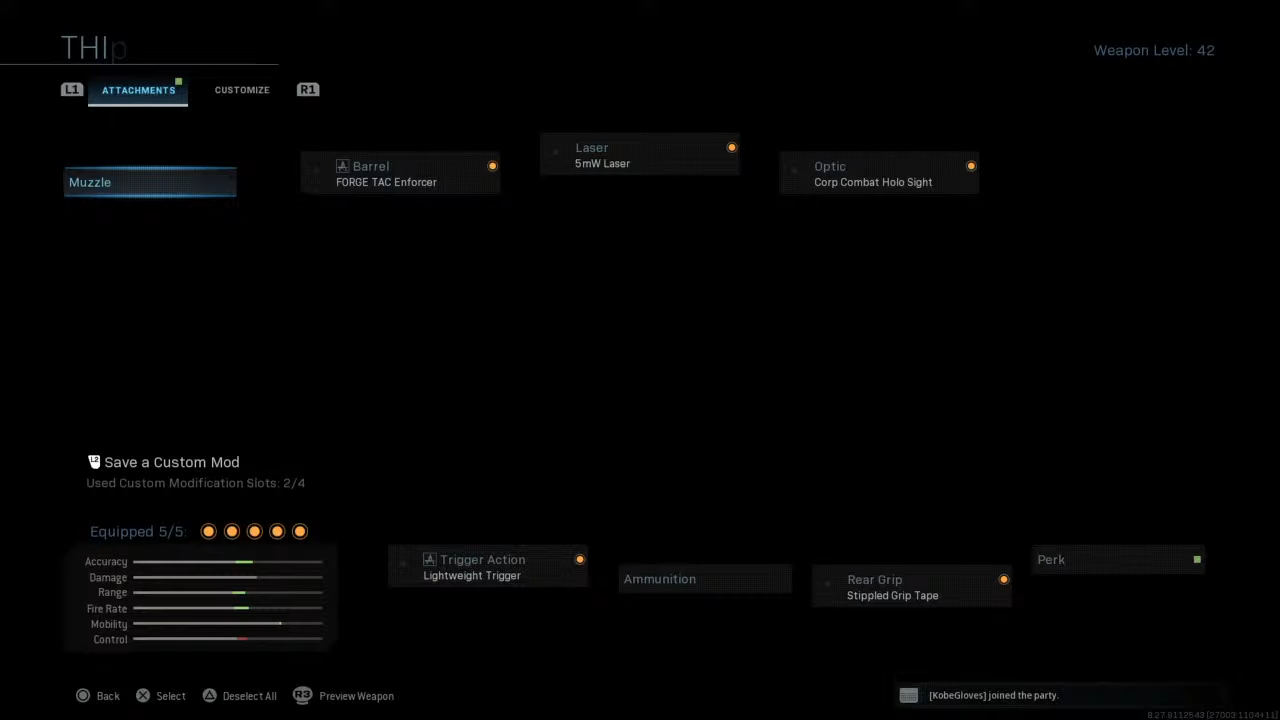 THIp
Weapon Level: 42
L1 ATTACHMENTS CUSTOMIZE R1
Muzzle
Barrel
FORGE TAC Enforcer
Laser
5mW Laser
Optic
Corp Combat Holo Sight
L2 Save a Custom Mod
Used Custom Modification Slots: 2/4
Equipped 5/5:
Accuracy
Damage
Range
Fire Rate
Mobility
Control
Trigger Action
Lightweight Trigger
Ammunition
Rear Grip
Stippled Grip Tape
Perk
Back Select Deselect All R3 Preview Weapon
[KobeGloves] joined the party.